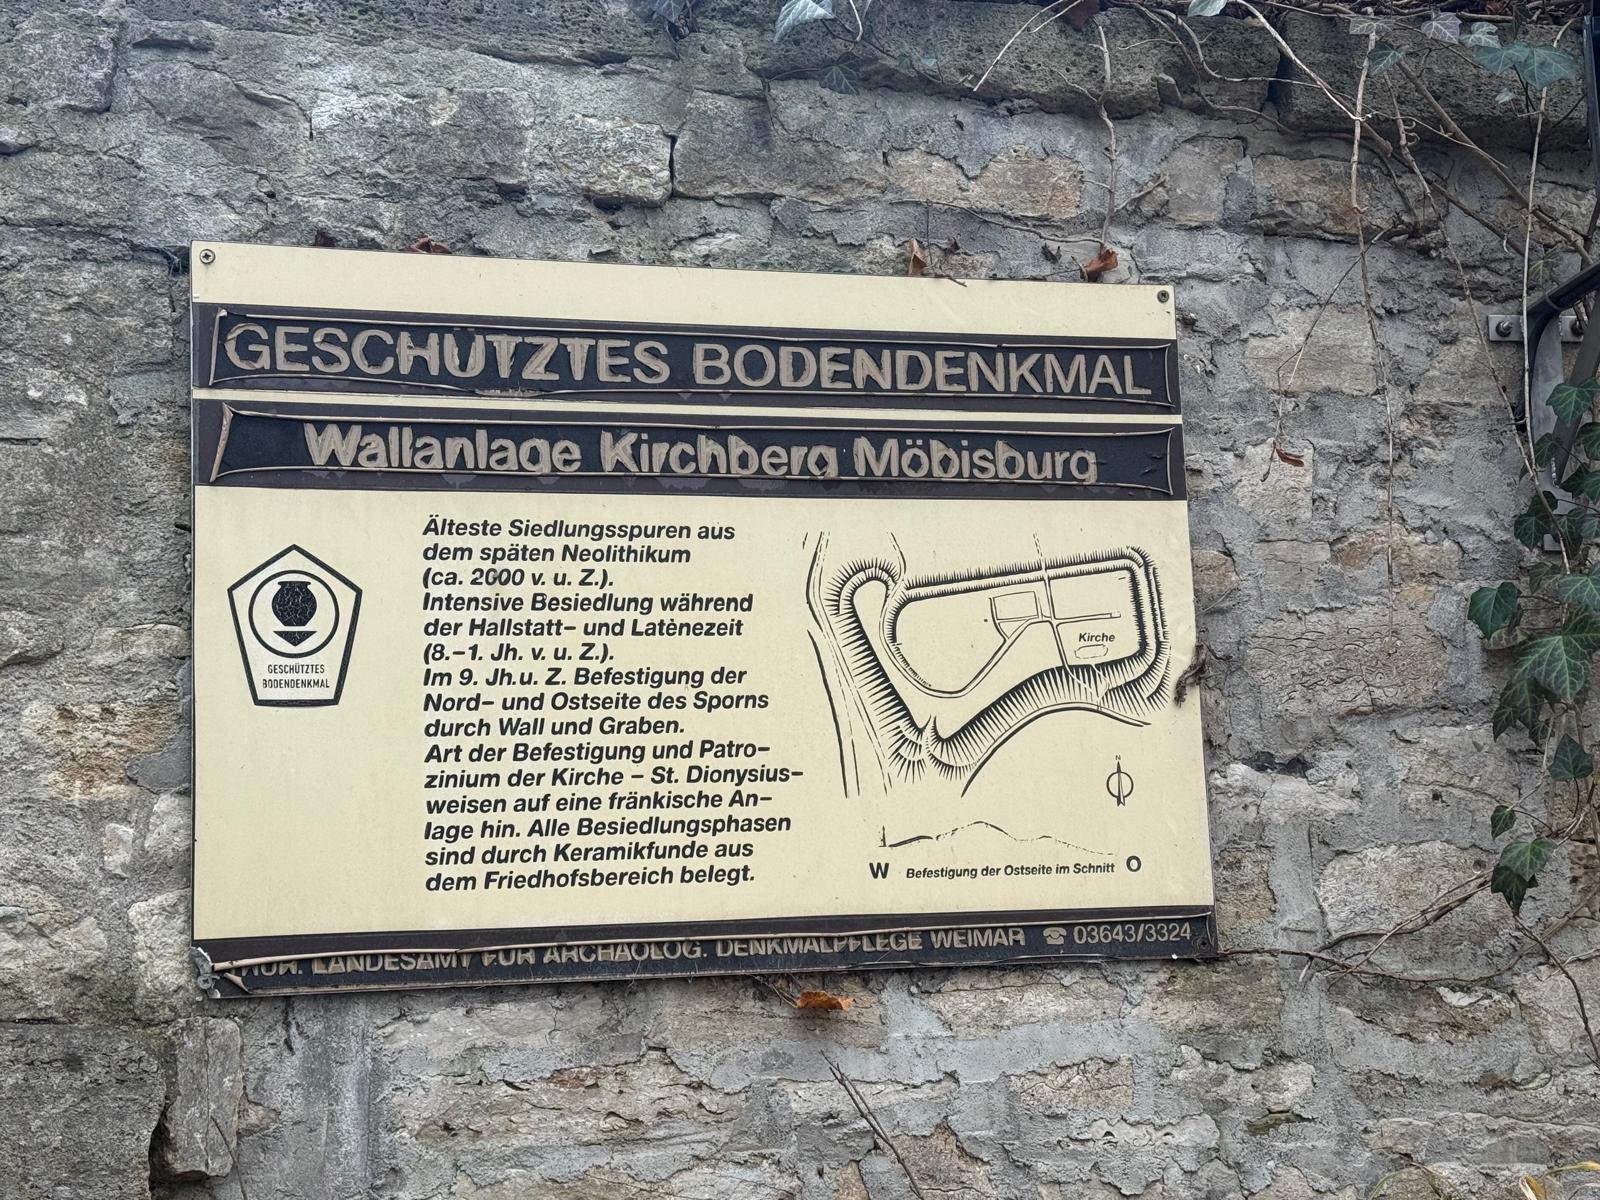 GESCHÜTZTES BODENDENKMAL
Wallanlage Kirchberg Möbisburg
GESCHÜTZTES
BODENDENKMAL
Älteste Siedlungsspuren aus
dem späten Neolithikum
(ca. 2000 v. u. Z.).
Intensive Besiedlung während
der Hallstatt- und Latènezeit
(8.-1. Jh. v. u. Z.).
Im 9. Jh.u. Z. Befestigung der
Nord- und Ostseite des Sporns
durch Wall und Graben.
Art der Befestigung und Patro-
zinium der Kirche - St. Dionysius-
weisen auf eine fränkische An-
lage hin. Alle Besiedlungsphasen
sind durch Keramikfunde aus
dem Friedhofsbereich belegt.
Kirche
N
W Befestigung der Ostseite im Schnitt O
LANDESAMT FÜR ARCHÄOLOG. DENKMALPFLEGE WEIMAR ☎ 03643/3324